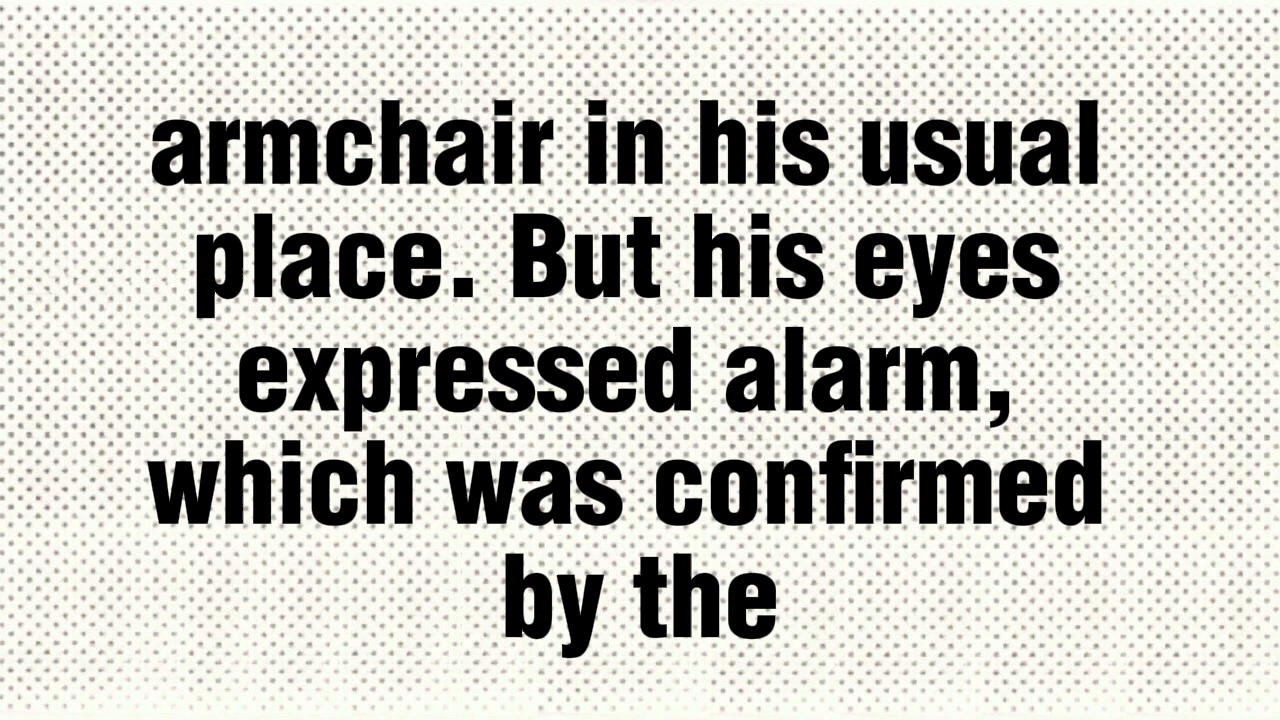 armchair in his usual
place. But his eyes
expressed alarm,
which was confirmed
by the